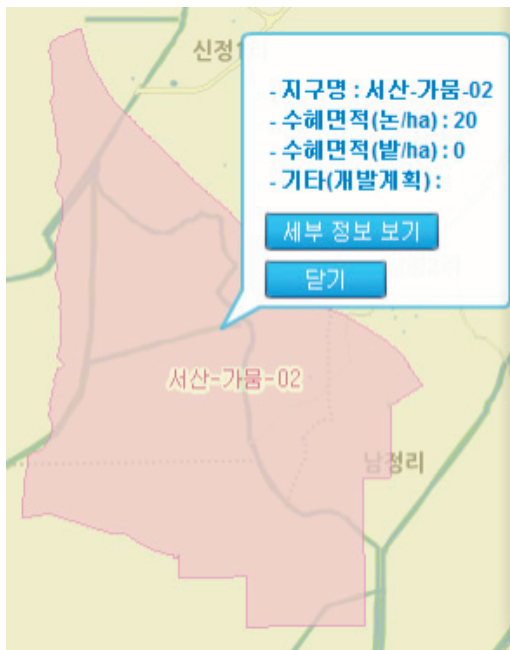 신정1
- 지구명 : 서산-가뭄-02
- 수혜면적(논/ha) : 20
- 수혜면적(밭/ha) : 0
- 기타(개발계획) :
세부 정보 보기
닫기
서산-가뭄-02
남정리